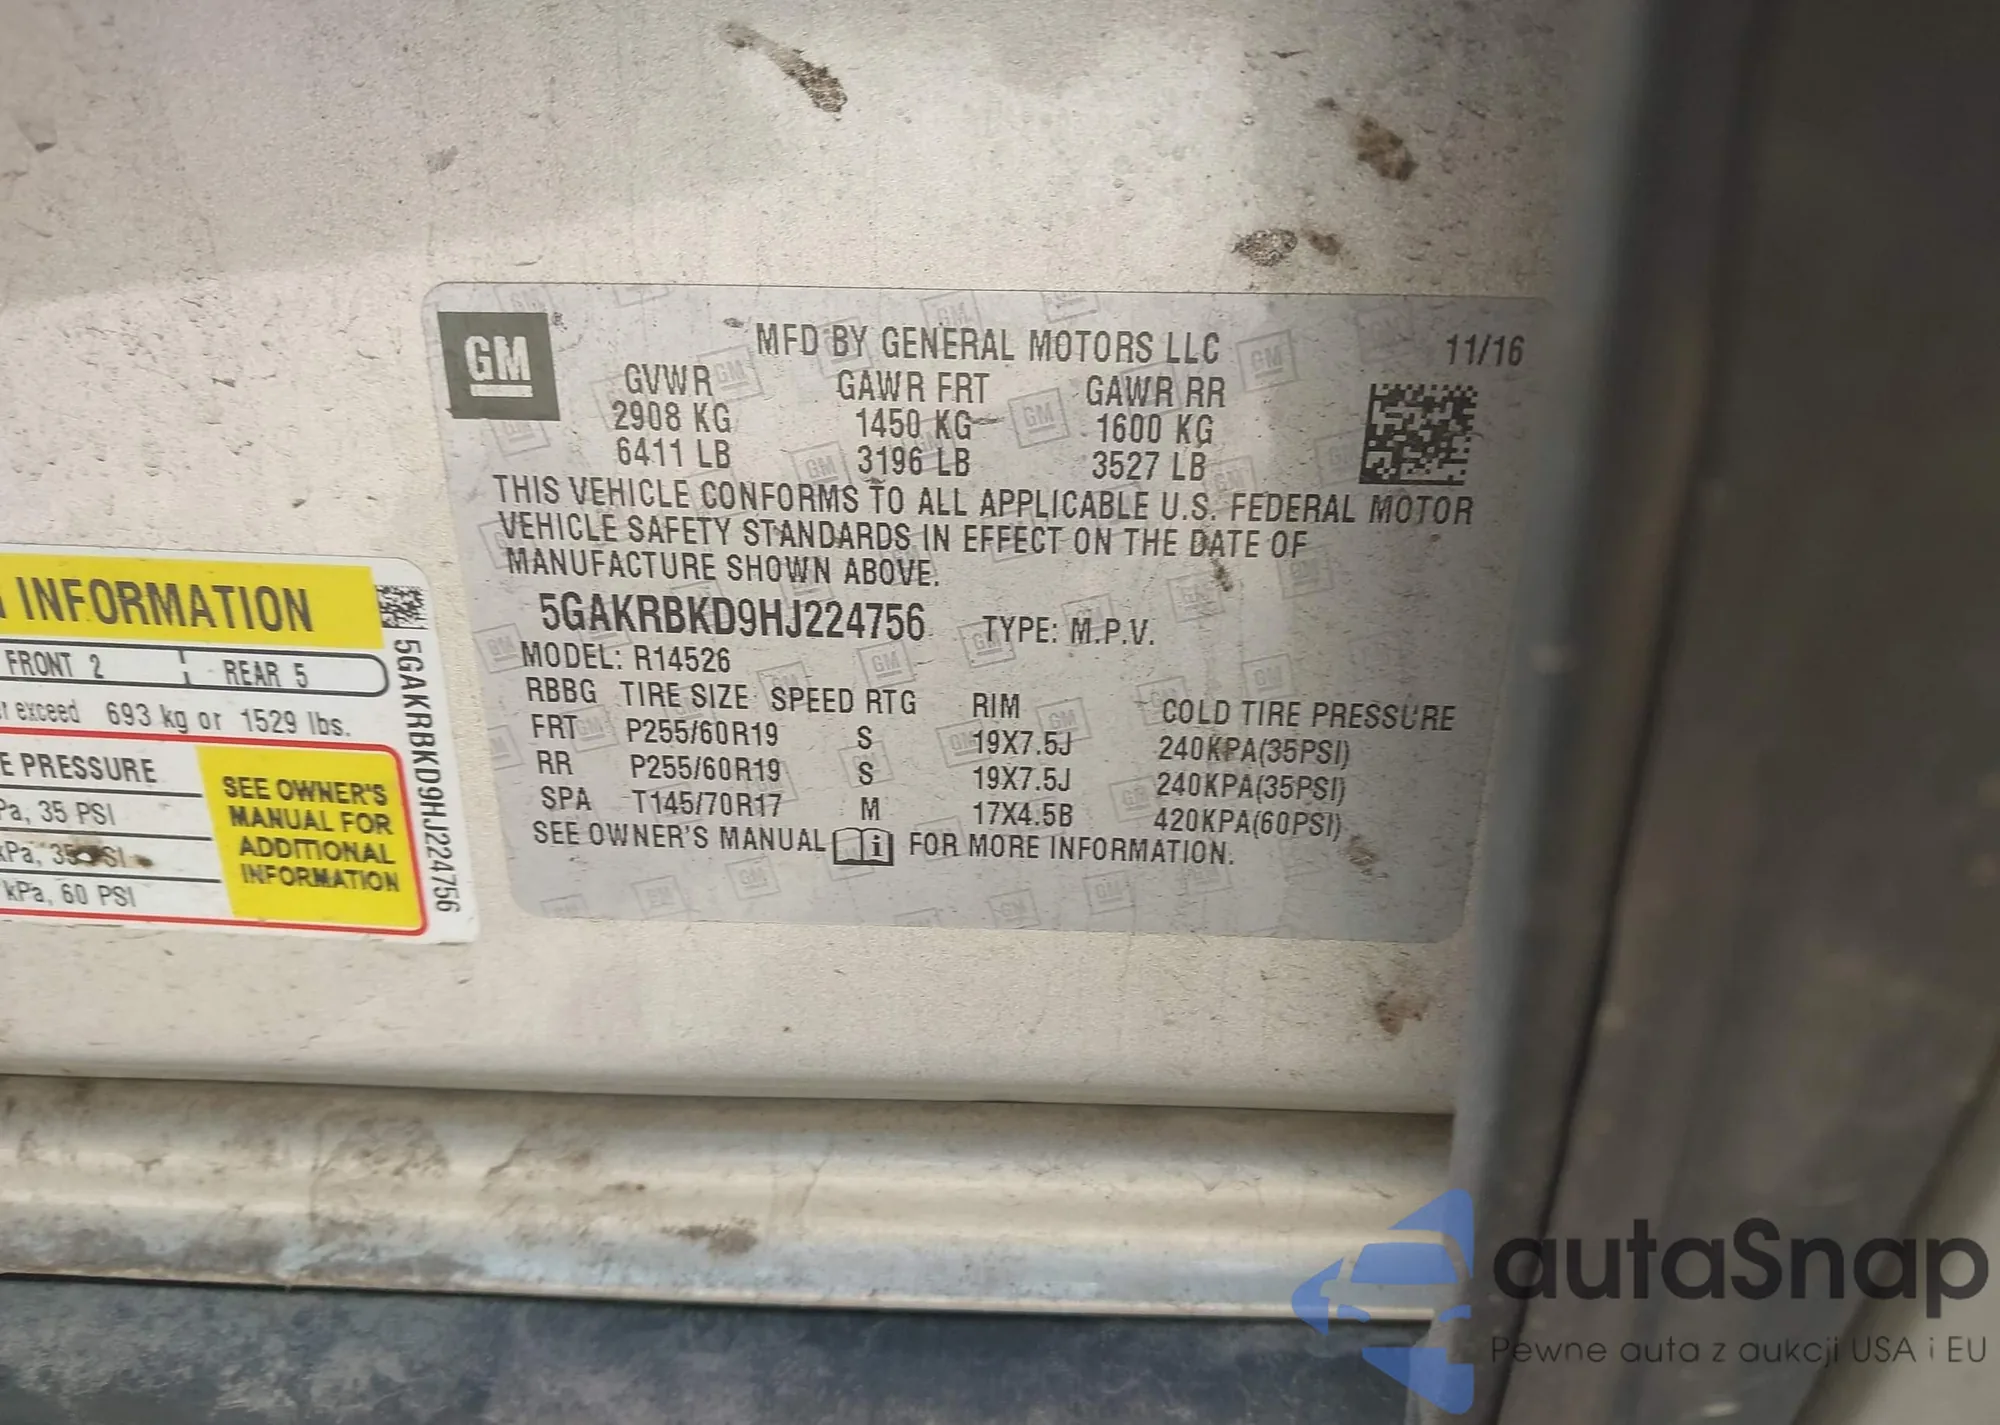 GM
MFD BY GENERAL MOTORS LLC 11/16
GVWR GAWR FRT GAWR RR
2908 KG 1450 KG 1600 KG
6411 LB 3196 LB 3527 LB
THIS VEHICLE CONFORMS TO ALL APPLICABLE U.S. FEDERAL MOTOR
VEHICLE SAFETY STANDARDS IN EFFECT ON THE DATE OF
MANUFACTURE SHOWN ABOVE.
5GAKRBKD9HJ224756 TYPE: M.P.V.
MODEL: R14526
RBBG TIRE SIZE SPEED RTG RIM COLD TIRE PRESSURE
FRT P255/60R19 S 19X7.5J 240KPA(35PSI)
RR P255/60R19 S 19X7.5J 240KPA(35PSI)
SPA T145/70R17 M 17X4.5B 420KPA(60PSI)
SEE OWNER'S MANUAL i FOR MORE INFORMATION.
INFORMATION
FRONT 2 REAR 5
exceed 693 kg or 1529 lbs.
E PRESSURE
Pa, 35 PSI
kPa, 35 PSI
kPa, 60 PSI
SEE OWNER'S
MANUAL FOR
ADDITIONAL
INFORMATION
5GAKRBKD9HJ224756
autaSnap
Pewne auta z aukcji USA i EU